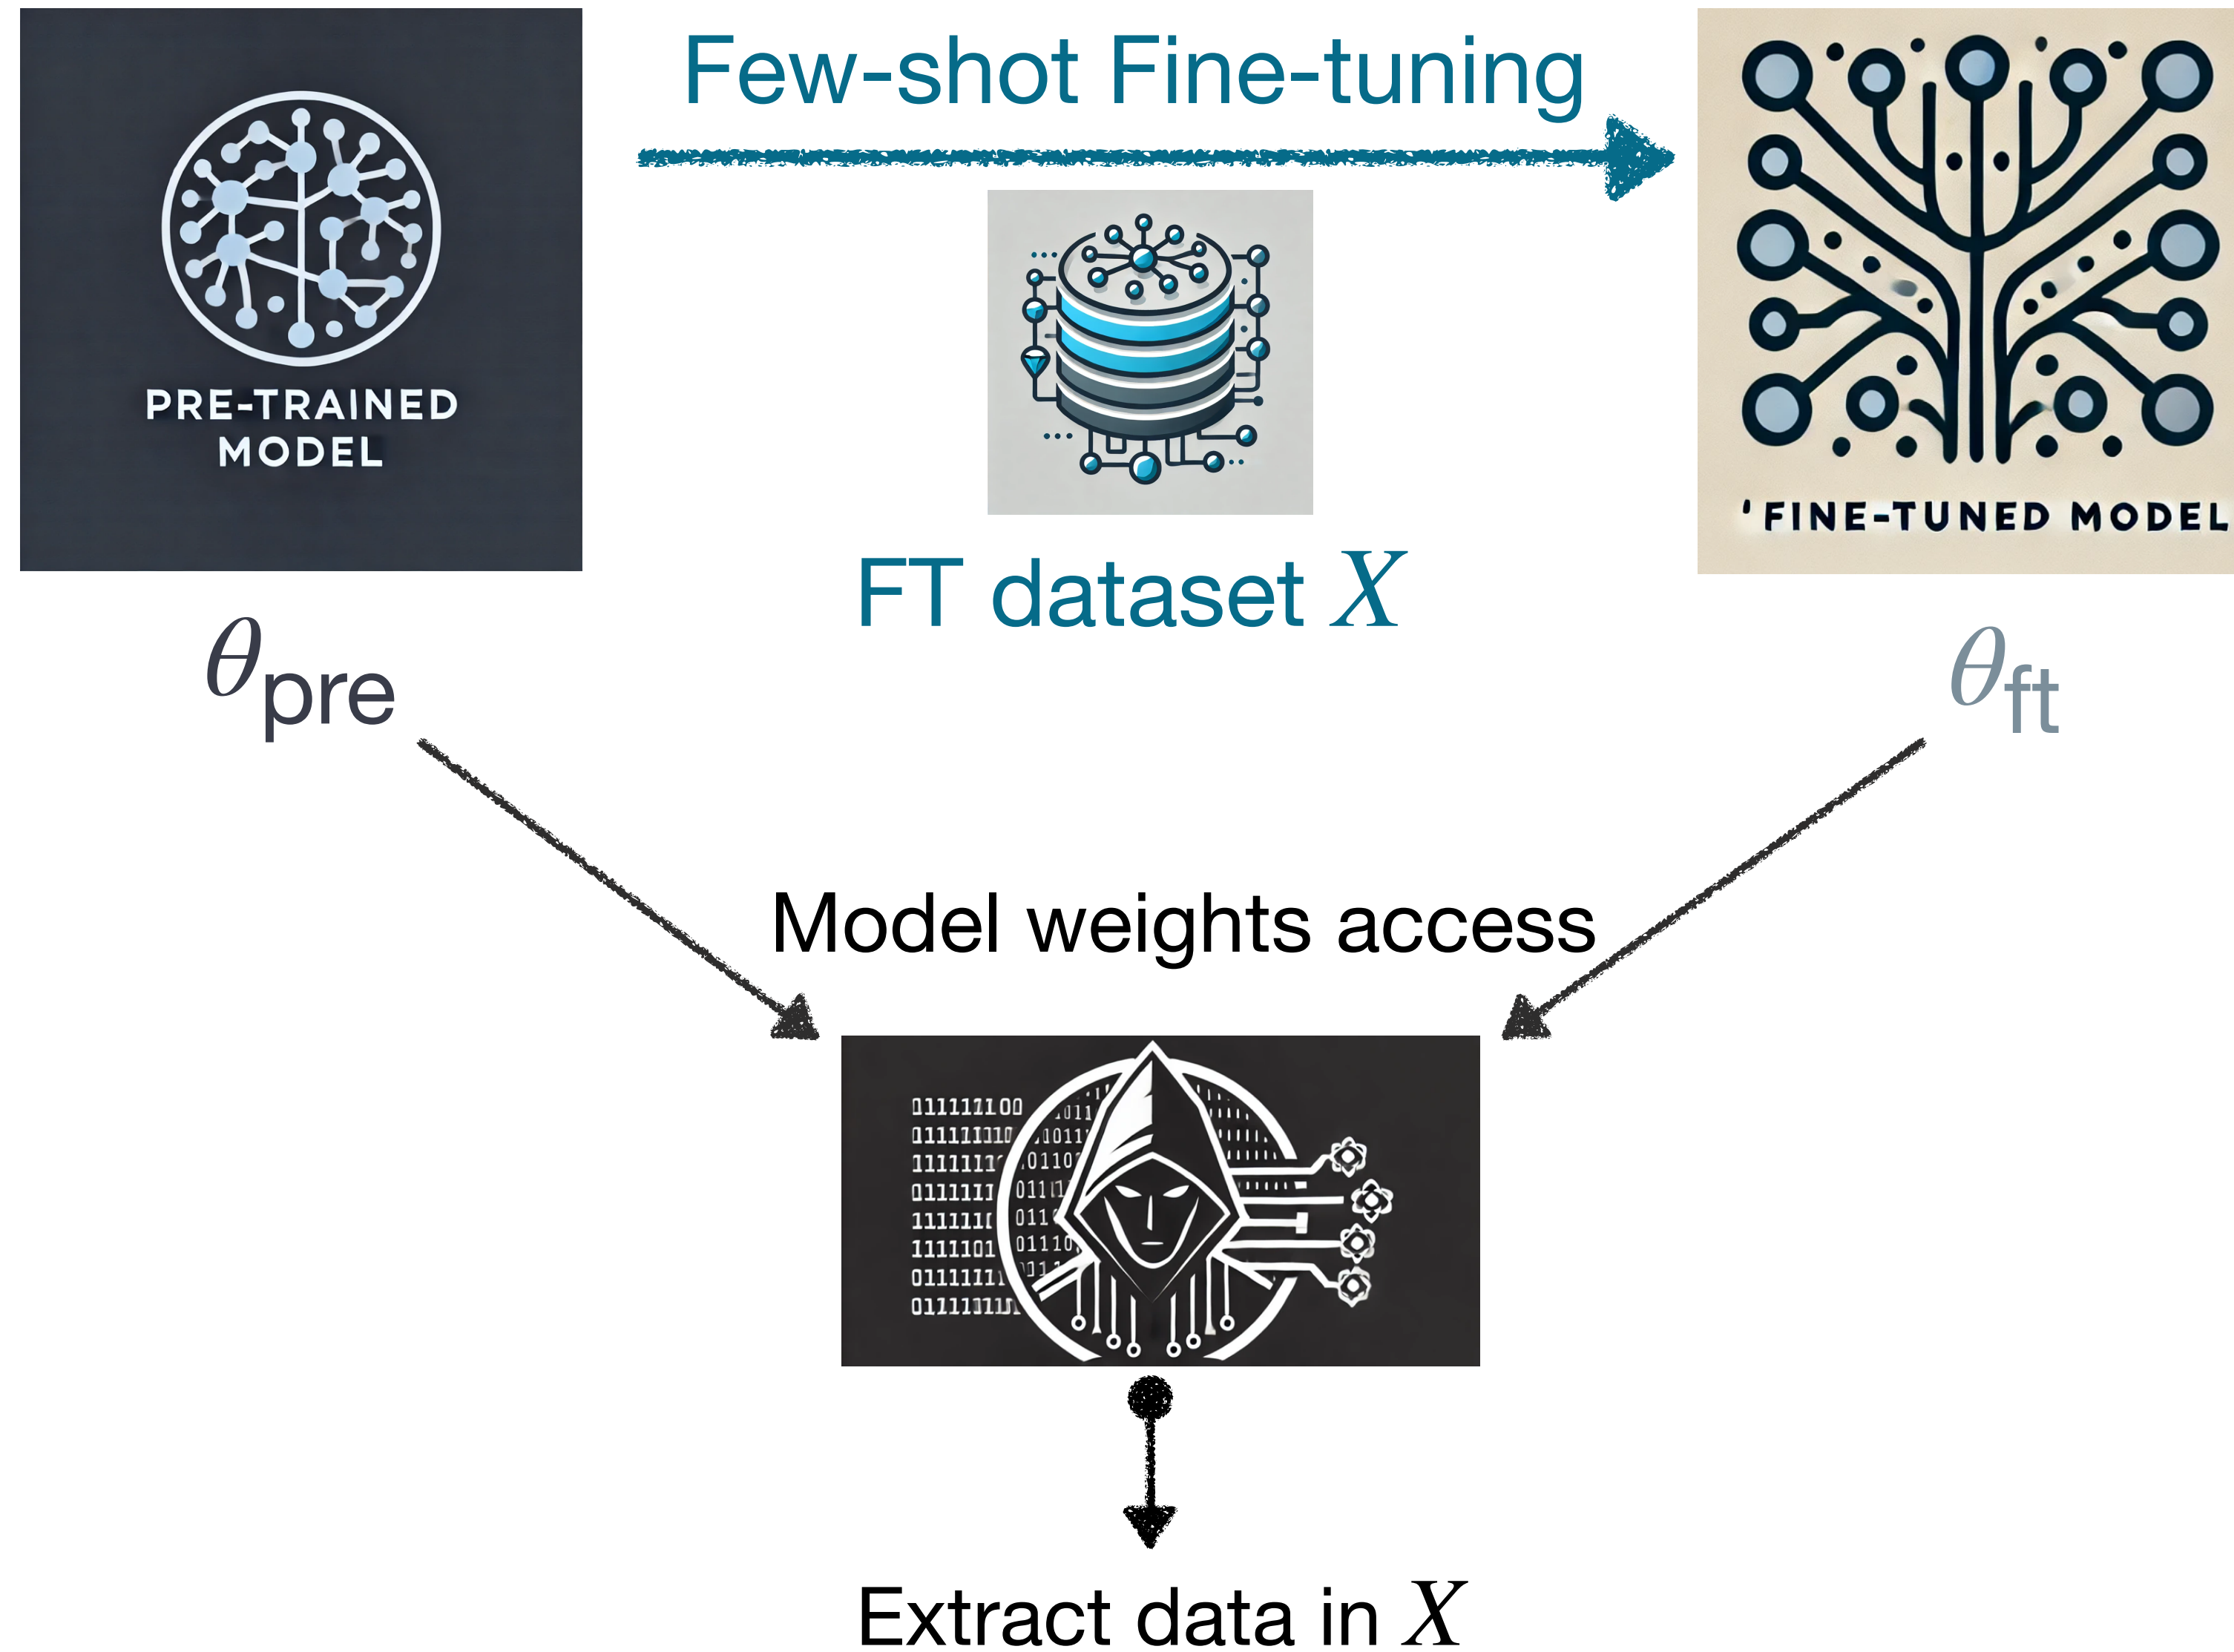 Few-shot Fine-tuning
PRE-TRAINED
MODEL
' FINE-TUNED MODEL
FT dataset X
θpre
θft
Model weights access
Extract data in X